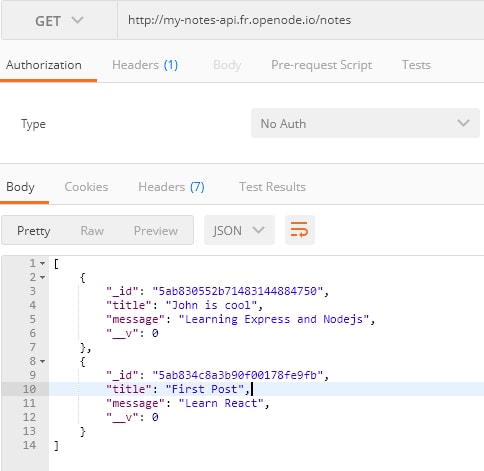 GET http://my-notes-api.fr.openode.io/notes
Authorization Headers (1) Body Pre-request Script Tests
Type No Auth
Body Cookies Headers (7) Test Results
Pretty Raw Preview JSON
1 [
2 {
3 "_id": "5ab830552b71483144884750",
4 "title": "John is cool",
5 "message": "Learning Express and Nodejs",
6 "__v": 0
7 },
8 {
9 "_id": "5ab834c8a3b90f00178fe9fb",
10 "title": "First Post",
11 "message": "Learn React",
12 "__v": 0
13 }
14 ]